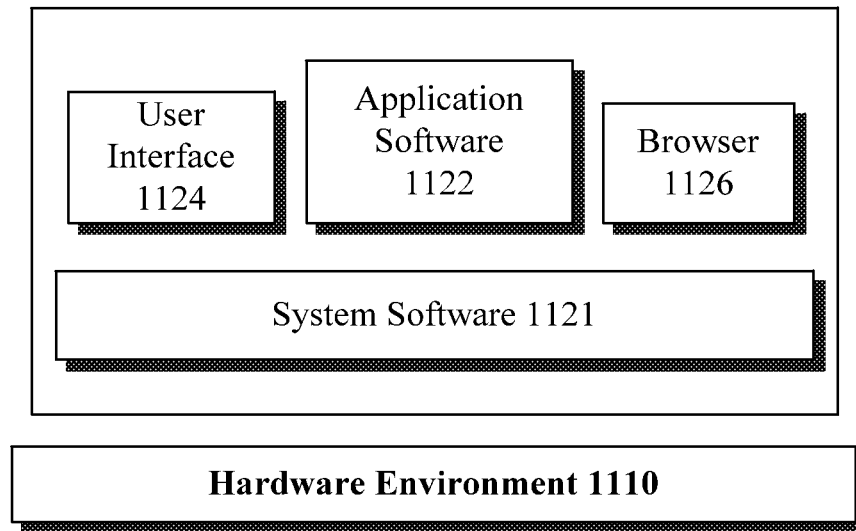 User
Interface
1124
Application
Software
1122
Browser
1126
System Software 1121
Hardware Environment 1110